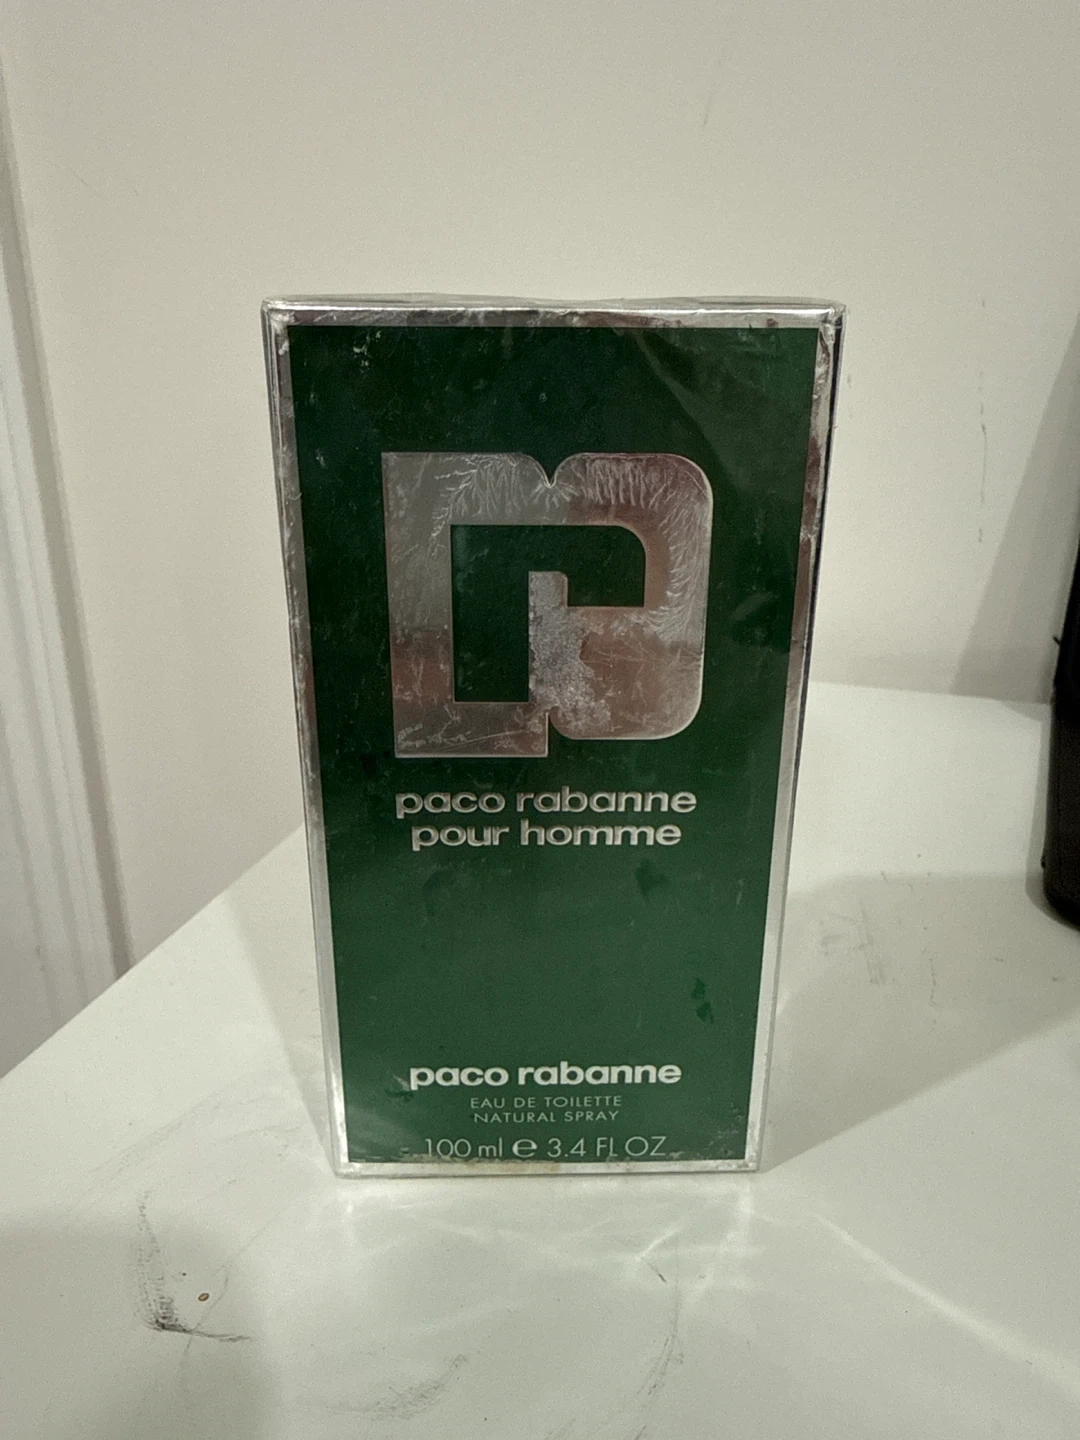 paco rabanne
pour homme
paco rabanne
EAU DE TOILETTE
NATURAL SPRAY
100 ml ℮ 3.4 FL OZ